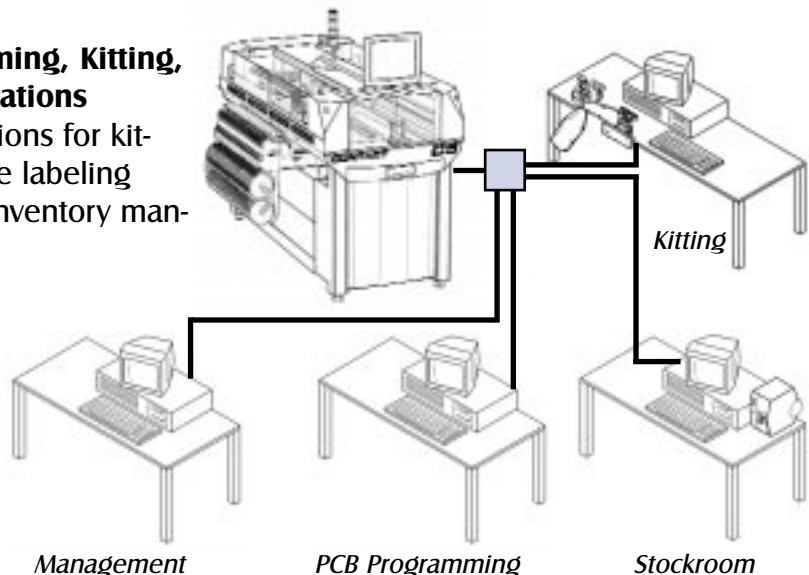 ming, Kitting,
ations
ions for kit-
e labeling
nventory man-
Kitting
Management
PCB Programming
Stockroom